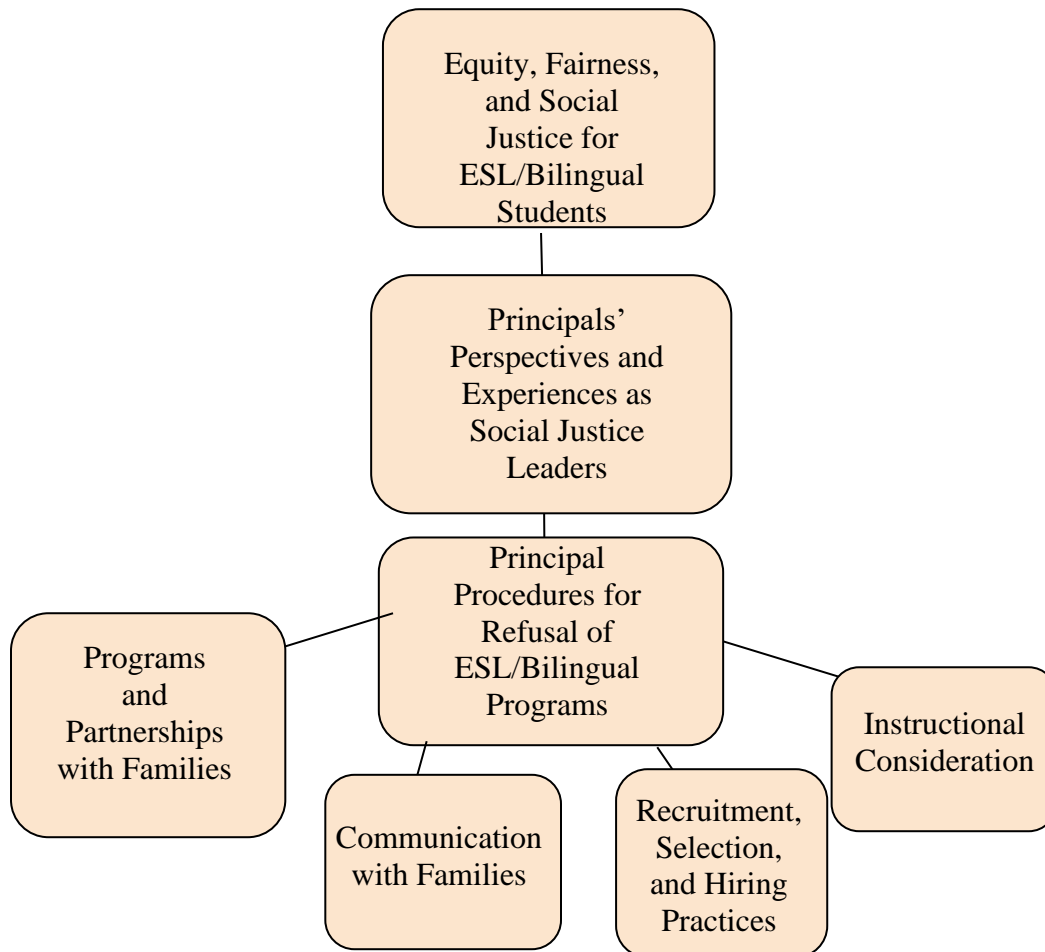 Equity, Fairness,
and Social
Justice for
ESL/Bilingual
Students
Principals’
Perspectives and
Experiences as
Social Justice
Leaders
Principal
Procedures for
Refusal of
ESL/Bilingual
Programs
Programs
and
Partnerships
with Families
Communication
with Families
Recruitment,
Selection,
and Hiring
Practices
Instructional
Consideration